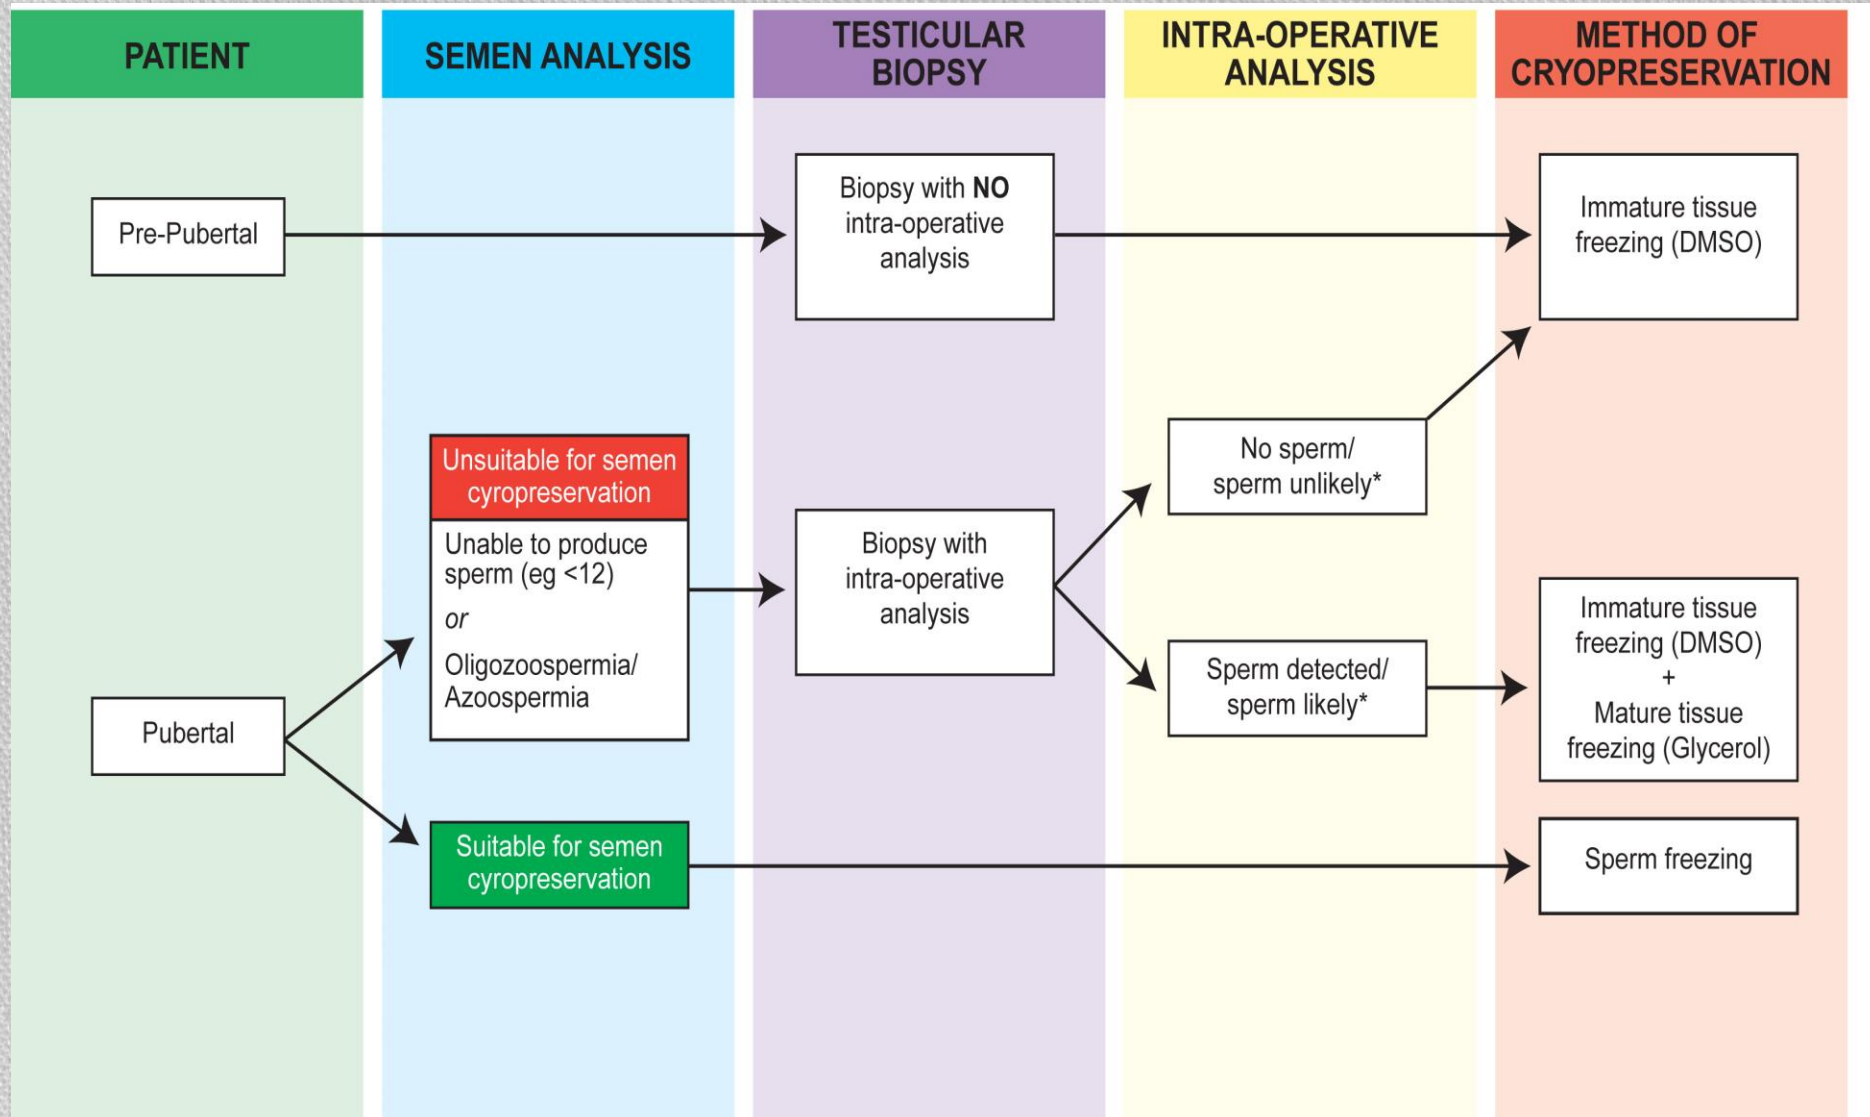 PATIENT
SEMEN ANALYSIS
TESTICULAR
BIOPSY
INTRA-OPERATIVE
ANALYSIS
METHOD OF
CRYOPRESERVATION
Pre-Pubertal
Biopsy with NO
intra-operative
analysis
Immature tissue
freezing (DMSO)
Pubertal
Unsuitable for semen
cyropreservation
Unable to produce
sperm (eg <12)
or
Oligozoospermia/
Azoospermia
Biopsy with
intra-operative
analysis
No sperm/
sperm unlikely*
Sperm detected/
sperm likely*
Immature tissue
freezing (DMSO)
+
Mature tissue
freezing (Glycerol)
Suitable for semen
cyropreservation
Sperm freezing